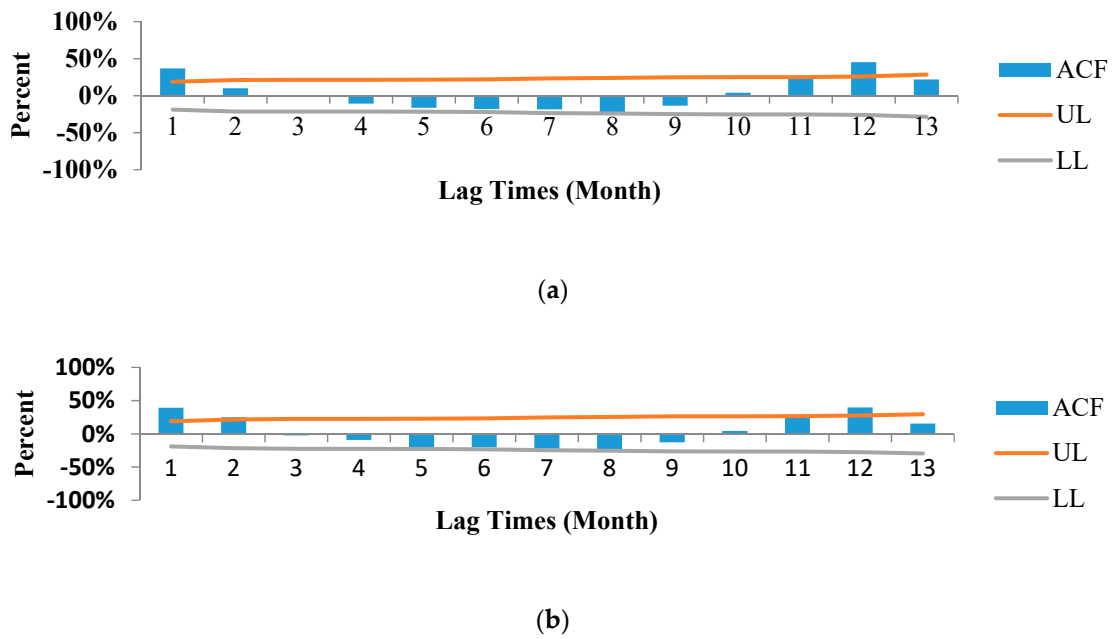 100%
50%
0%
-50%
-100%
Percent
1 2 3 4 5 6 7 8 9 10 11 12 13
Lag Times (Month)
ACF
UL
LL
(a)
100%
50%
0%
-50%
-100%
Percent
1 2 3 4 5 6 7 8 9 10 11 12 13
Lag Times (Month)
ACF
UL
LL
(b)